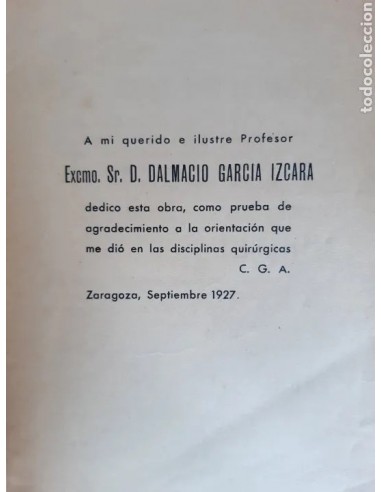 A mi querido e ilustre Profesor
Excmo. Sr. D. DALMACIO GARCIA IZCARA
dedico esta obra, como prueba de
agradecimiento a la orientación que
me dió en las disciplinas quirúrgicas
C. G. A.
Zaragoza, Septiembre 1927.
todocoleccion